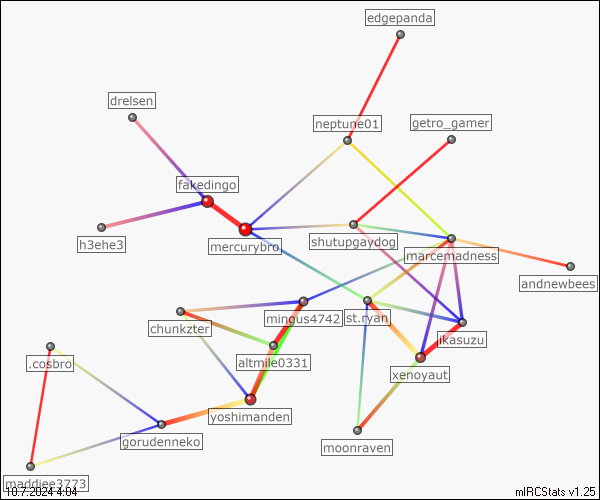 edgepanda
drelsen
neptune01
getro_gamer
fakedingo
h3ehe3
mercurybro
shutupgaydog
marcemadness
andnewbees
chunkzter
mingus4742
st.ryan
ikasuzu
.cosbro
altmile0331
xenoyaut
yoshimanden
gorudenneko
moonraven
maddiee3773
10.7.2024 4:04
mIRCStats v1.25